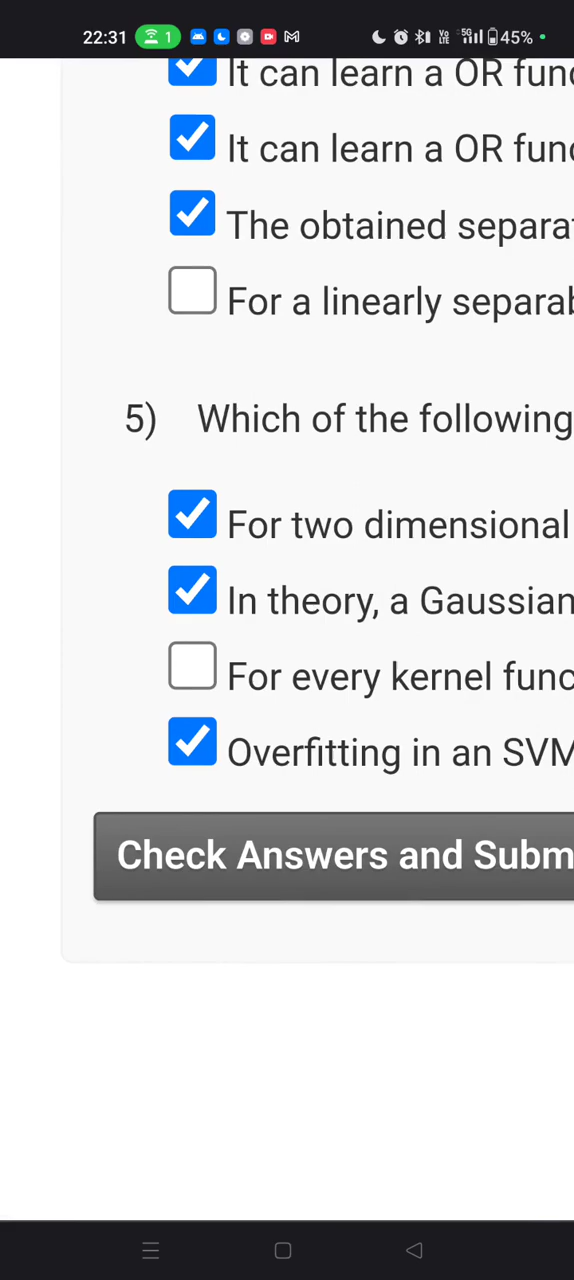 22:31 1 5G 45%
It can learn a OR func
It can learn a OR func
The obtained separa
For a linearly separab
5) Which of the following
For two dimensional
In theory, a Gaussian
For every kernel func
Overfitting in an SVM
Check Answers and Subm